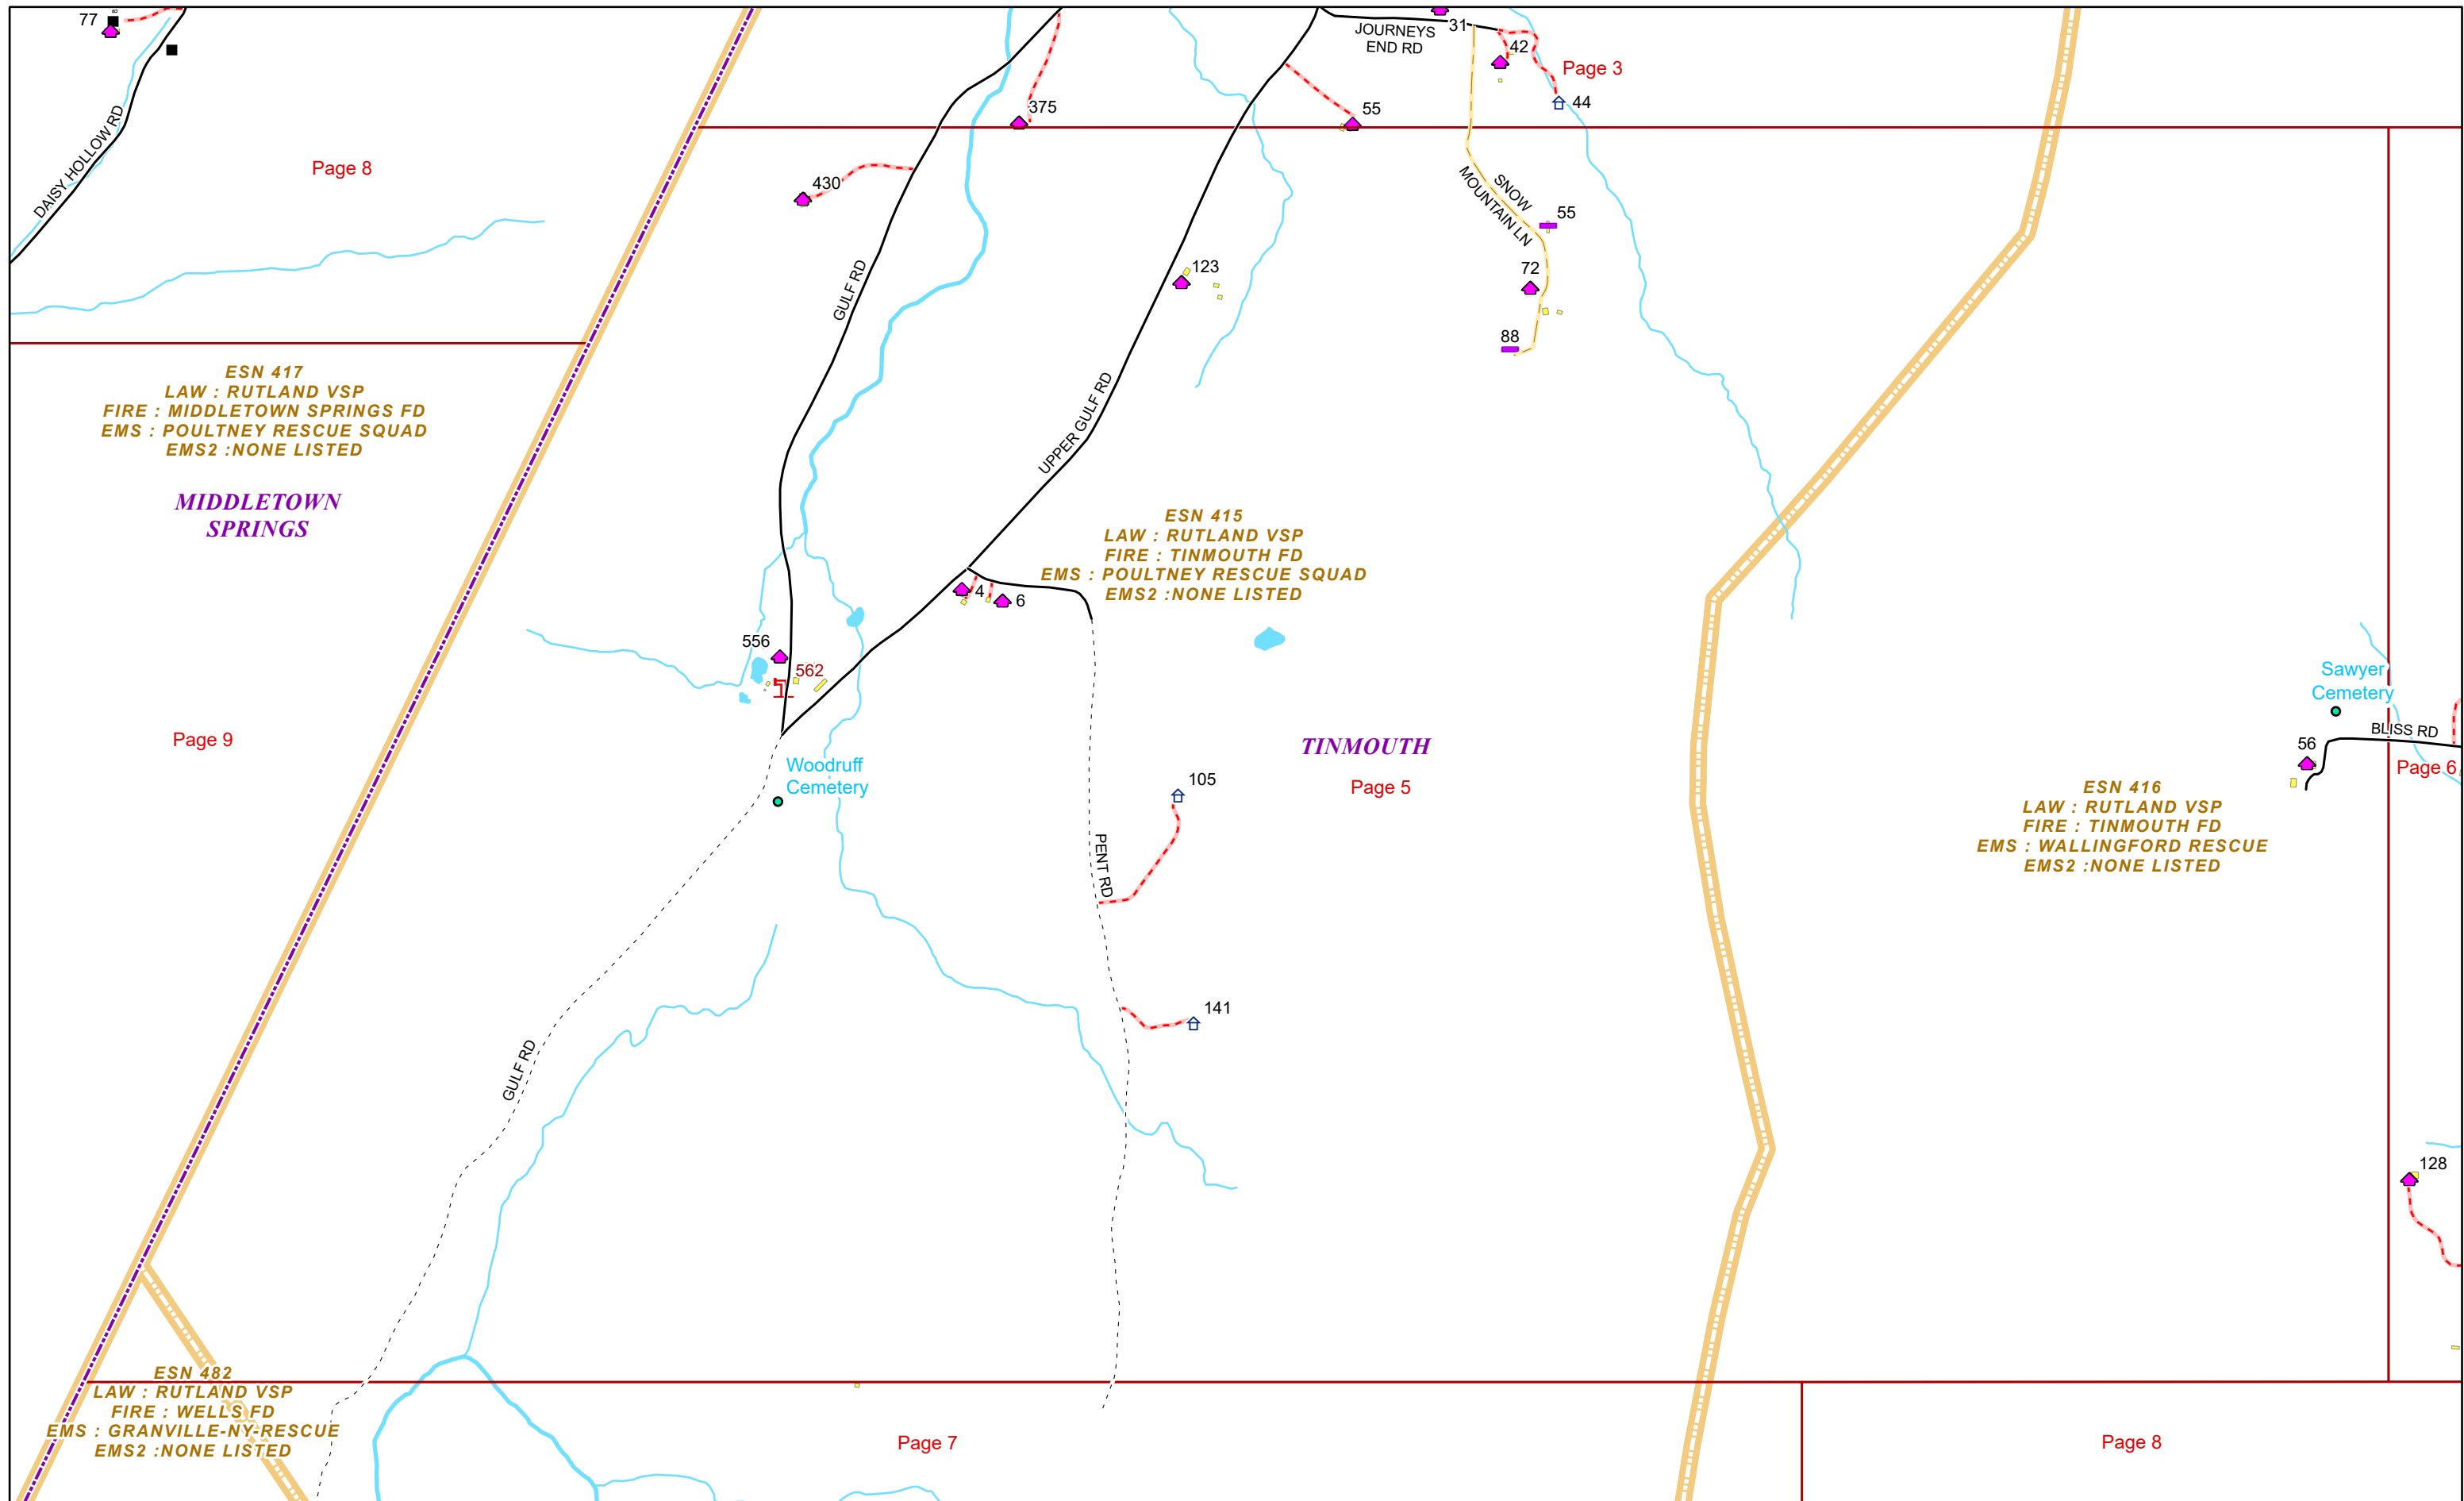 77
31
JOURNEYS
END RD
42
Page 3
44
375
55
DAISY HOLLOW RD
Page 8
430
SNOW
MOUNTAIN LN
55
GULF RD
123
72
88
ESN 417
LAW : RUTLAND VSP
FIRE : MIDDLETOWN SPRINGS FD
EMS : POULTNEY RESCUE SQUAD
EMS2 :NONE LISTED
UPPER GULF RD
MIDDLETOWN
SPRINGS
ESN 415
LAW : RUTLAND VSP
FIRE : TINMOUTH FD
EMS : POULTNEY RESCUE SQUAD
EMS2 :NONE LISTED
4
6
556
562
Sawyer
Cemetery
Page 9
TINMOUTH
BLISS RD
56
Woodruff
Cemetery
Page 6
105
Page 5
ESN 416
LAW : RUTLAND VSP
FIRE : TINMOUTH FD
EMS : WALLINGFORD RESCUE
EMS2 :NONE LISTED
PENT RD
141
GULF RD
128
ESN 482
LAW : RUTLAND VSP
FIRE : WELLS FD
EMS : GRANVILLE-NY-RESCUE
EMS2 :NONE LISTED
Page 7
Page 8